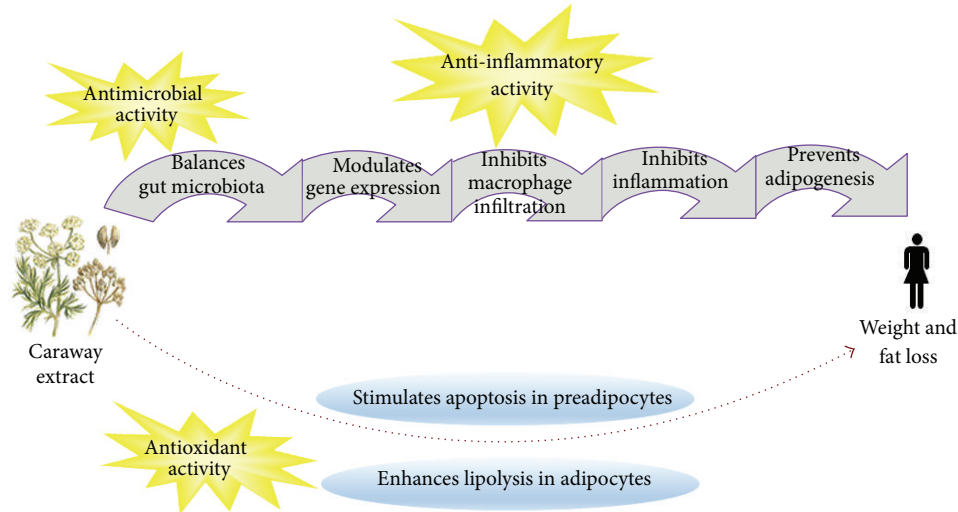 Antimicrobial
activity
Anti-inflammatory
activity
Balances
gut microbiota
Modulates
gene expression
Inhibits
macrophage
infiltration
Inhibits
inflammation
Prevents
adipogenesis
Caraway
extract
Weight and
fat loss
Stimulates apoptosis in preadipocytes
Antioxidant
activity
Enhances lipolysis in adipocytes